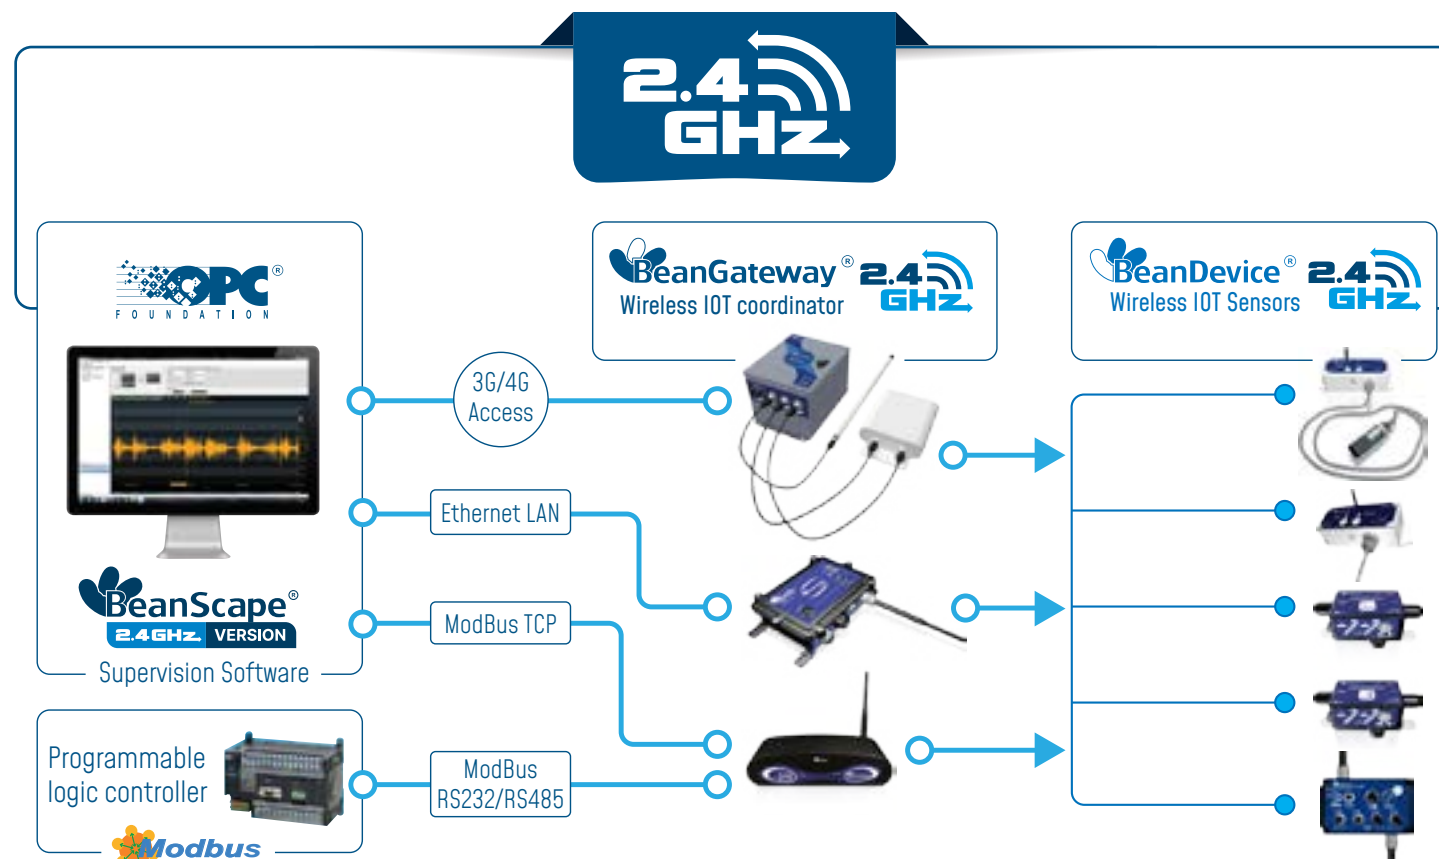 2.4
GHz
OPC®
FOUNDATION
BeanScape®
2.4GHz VERSION
Supervision Software
Programmable
logic controller
Modbus
3G/4G
Access
Ethernet LAN
ModBus TCP
ModBus
RS232/RS485
BeanGateway®
Wireless IOT coordinator
2.4
GHz
BeanDevice®
Wireless IOT Sensors
2.4
GHz